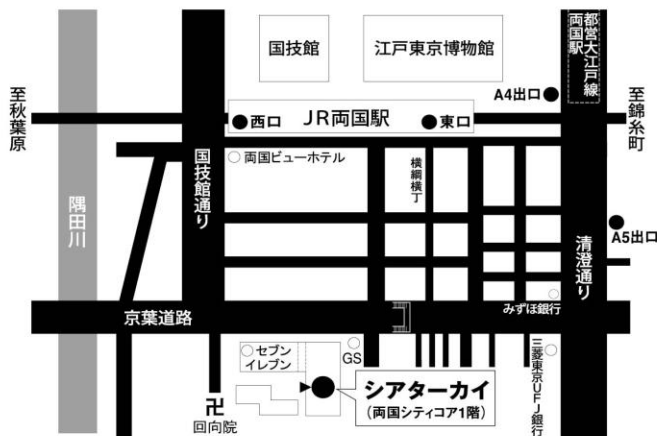 国技館
江戸東京博物館
都営大江戸線
両国駅
A4出口
至秋葉原
至錦糸町
西口
JR両国駅
東口
両国ビューホテル
横綱横丁
国技館通り
隅田川
清澄通り
A5出口
みずほ銀行
京葉道路
セブン
イレブン
GS
三菱東京UFJ銀行
シアターカイ
(両国シティコア1階)
卍
回向院